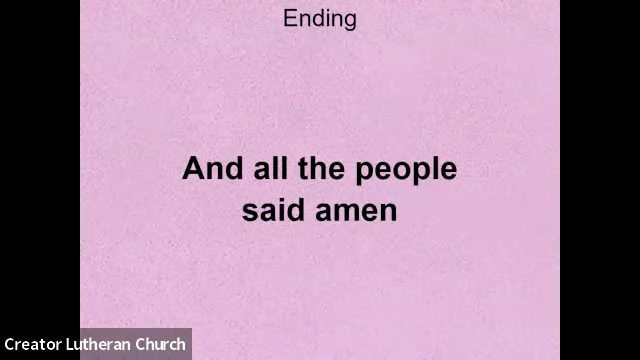 Ending
And all the people
said amen
Creator Lutheran Church